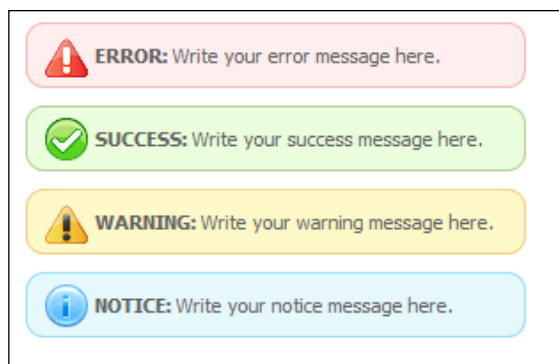 ERROR: Write your error message here.
SUCCESS: Write your success message here.
WARNING: Write your warning message here.
NOTICE: Write your notice message here.